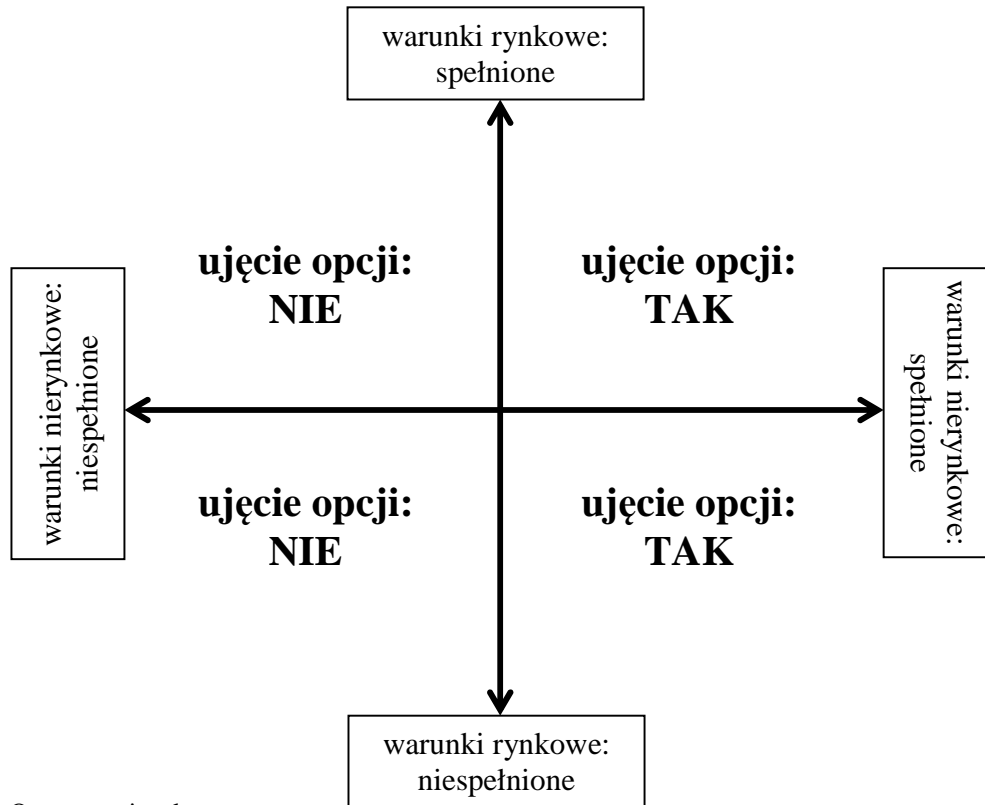 warunki rynkowe:
spełnione
ujęcie opcji:
NIE
ujęcie opcji:
TAK
warunki nierynkowe:
niespełnione
warunki nierynkowe:
spełnione
ujęcie opcji:
NIE
ujęcie opcji:
TAK
warunki rynkowe:
niespełnione